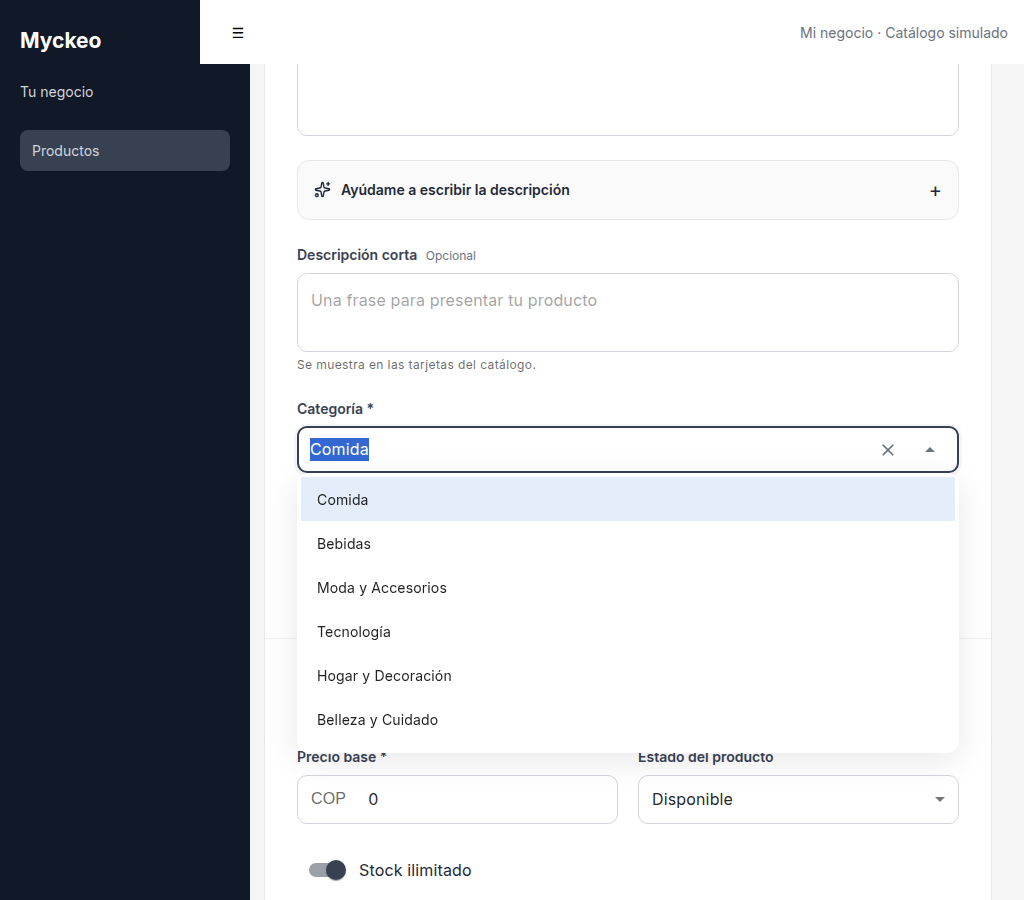 Myckeo
☰
Mi negocio · Catálogo simulado
Tu negocio
Productos
Ayúdame a escribir la descripción
+
Descripción corta Opcional
Una frase para presentar tu producto
Se muestra en las tarjetas del catálogo.
Categoría *
Comida
Comida
Bebidas
Moda y Accesorios
Tecnología
Hogar y Decoración
Belleza y Cuidado
Precio base * Estado del producto
COP 0 Disponible
Stock ilimitado